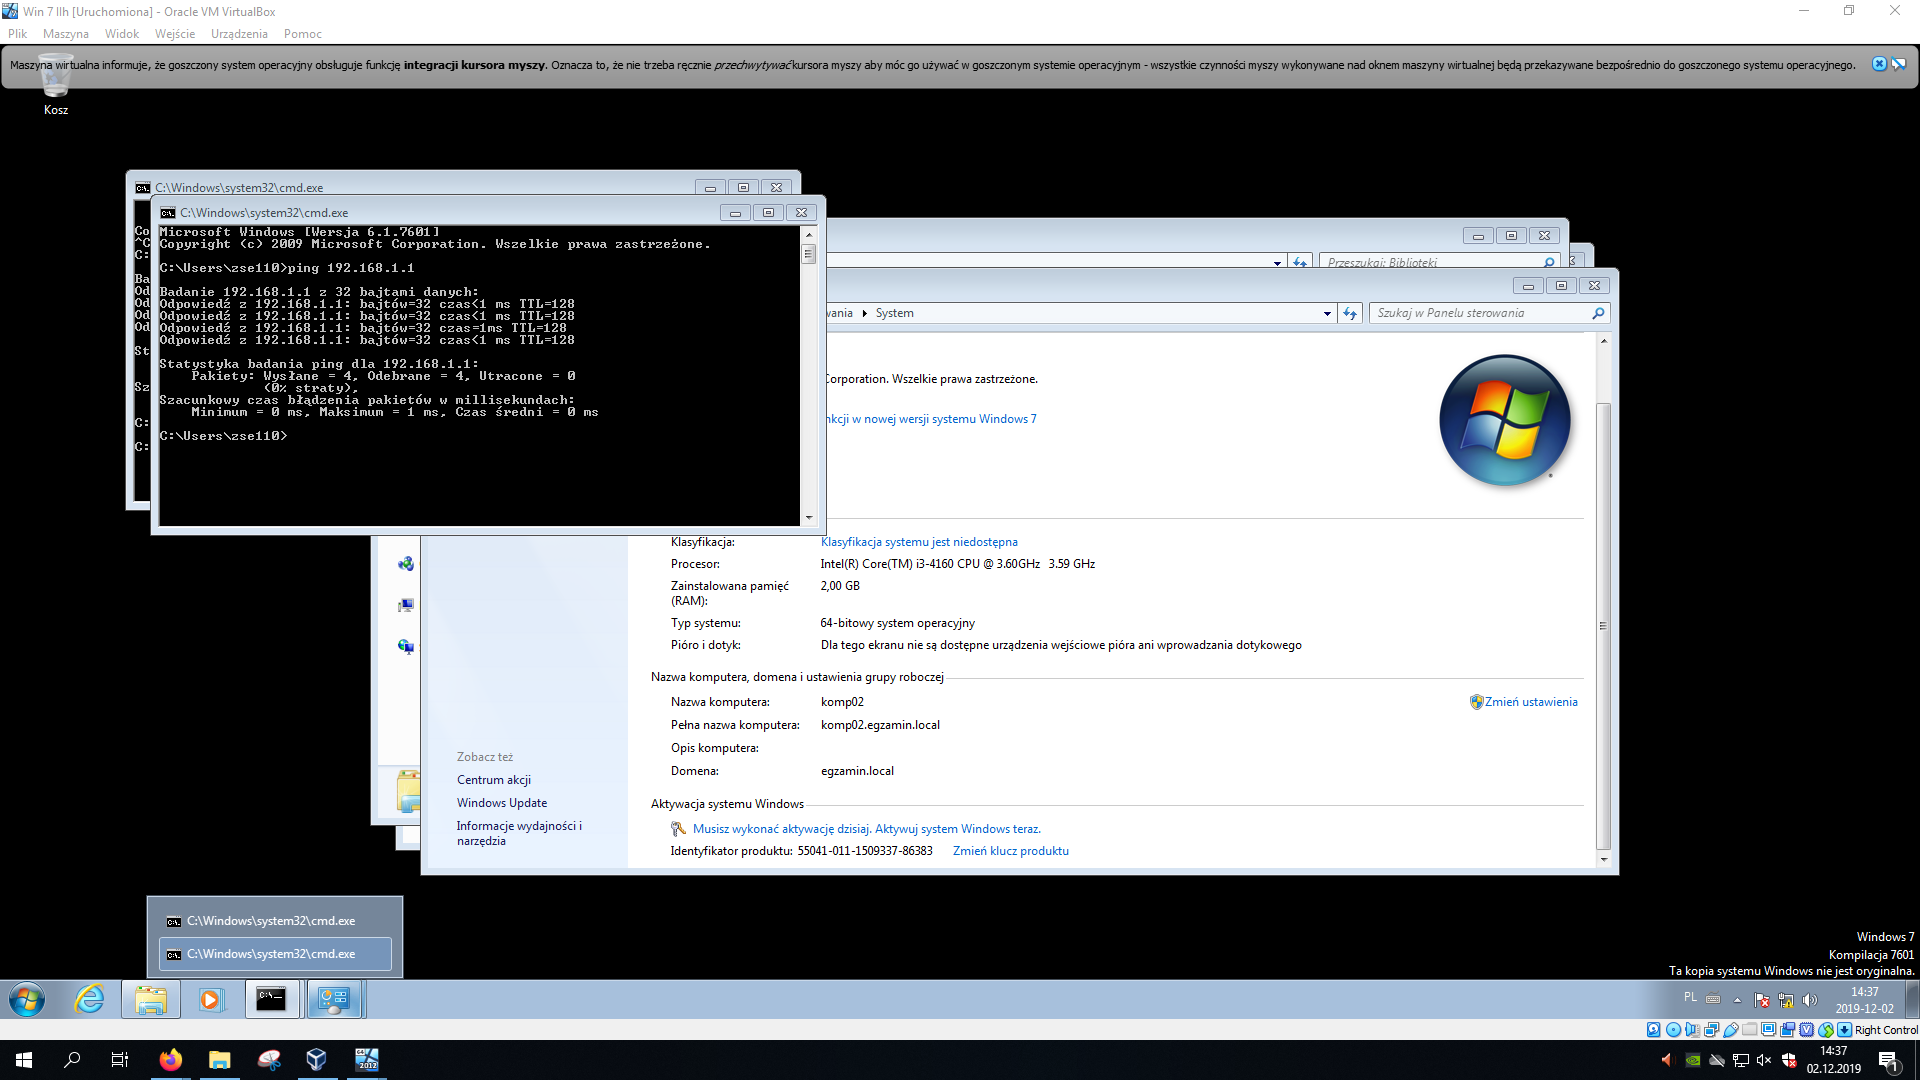 Win 7 IIh [Uruchomiona] - Oracle VM VirtualBox
Plik Maszyna Widok Wejście Urządzenia Pomoc
Maszyna wirtualna informuje, że goszczony system operacyjny obsługuje funkcję integracji kursora myszy. Oznacza to, że nie trzeba ręcznie przechwytywać kursora myszy aby móc go używać w goszczonym systemie operacyjnym - wszystkie czynności myszy wykonywane nad oknem maszyny wirtualnej będą przekazywane bezpośrednio do goszczonego systemu operacyjnego.
Kosz
C:\Windows\system32\cmd.exe
C:\Windows\system32\cmd.exe
Microsoft Windows [Wersja 6.1.7601]
Copyright (c) 2009 Microsoft Corporation. Wszelkie prawa zastrzeżone.
C:\Users\zse110>ping 192.168.1.1
Badanie 192.168.1.1 z 32 bajtami danych:
Odpowiedź z 192.168.1.1: bajtów=32 czas<1 ms TTL=128
Odpowiedź z 192.168.1.1: bajtów=32 czas<1 ms TTL=128
Odpowiedź z 192.168.1.1: bajtów=32 czas=1ms TTL=128
Odpowiedź z 192.168.1.1: bajtów=32 czas<1 ms TTL=128
Statystyka badania ping dla 192.168.1.1:
Pakiety: Wysłane = 4, Odebrane = 4, Utracone = 0
(0% straty),
Szacunkowy czas błądzenia pakietów w millisekundach:
Minimum = 0 ms, Maksimum = 1 ms, Czas średni = 0 ms
C:\Users\zse110>
Przeszukaj: Biblioteki
wania System
Szukaj w Panelu sterowania
Corporation. Wszelkie prawa zastrzeżone.
nkcji w nowej wersji systemu Windows 7
Klasyfikacja: Klasyfikacja systemu jest niedostępna
Procesor: Intel(R) Core(TM) i3-4160 CPU @ 3.60GHz 3.59 GHz
Zainstalowana pamięć (RAM): 2,00 GB
Typ systemu: 64-bitowy system operacyjny
Pióro i dotyk: Dla tego ekranu nie są dostępne urządzenia wejściowe pióra ani wprowadzania dotykowego
Nazwa komputera, domena i ustawienia grupy roboczej
Nazwa komputera: komp02
Zmień ustawienia
Pełna nazwa komputera: komp02.egzamin.local
Opis komputera:
Domena: egzamin.local
Aktywacja systemu Windows
Musisz wykonać aktywację dzisiaj. Aktywuj system Windows teraz.
Identyfikator produktu: 55041-011-1509337-86383 Zmień klucz produktu
Zobacz też
Centrum akcji
Windows Update
Informacje wydajności i
narzędzia
C:\Windows\system32\cmd.exe
C:\Windows\system32\cmd.exe
Windows 7
Kompilacja 7601
Ta kopia systemu Windows nie jest oryginalna.
PL
14:37
2019-12-02
Right Control
2012
14:37
02.12.2019
1